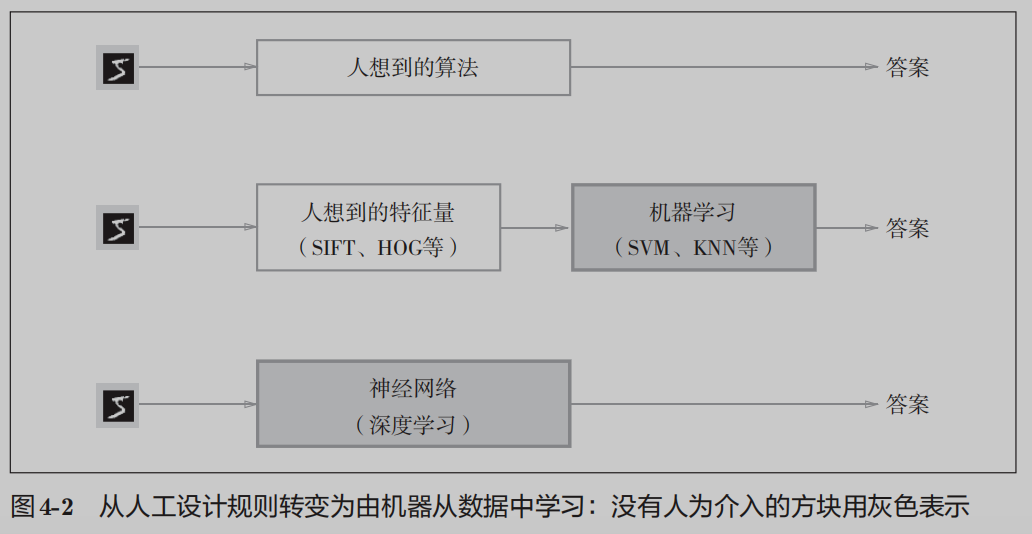 5 人想到的算法 答案
人想到的特征量
（SIFT、HOG等）
机器学习
（SVM、KNN等）
5 答案
神经网络
（深度学习）
5 答案
图4-2 从人工设计规则转变为由机器从数据中学习：没有人为介入的方块用灰色表示